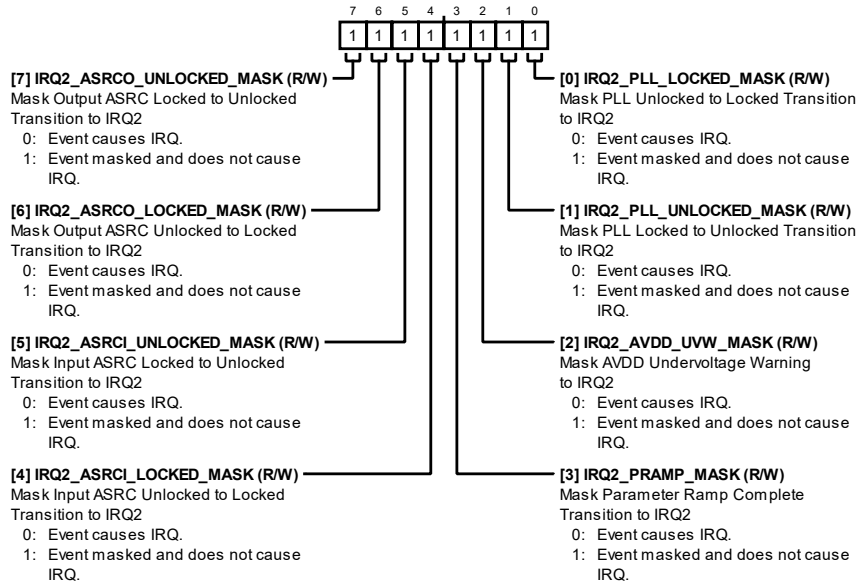 7 6 5 4 3 2 1 0
1 1 1 1 1 1 1 1
[7] IRQ2_ASRCO_UNLOCKED_MASK (R/W)
Mask Output ASRC Locked to Unlocked
Transition to IRQ2
0: Event causes IRQ.
1: Event masked and does not cause
IRQ.
[6] IRQ2_ASRCO_LOCKED_MASK (R/W)
Mask Output ASRC Unlocked to Locked
Transition to IRQ2
0: Event causes IRQ.
1: Event masked and does not cause
IRQ.
[5] IRQ2_ASRCI_UNLOCKED_MASK (R/W)
Mask Input ASRC Locked to Unlocked
Transition to IRQ2
0: Event causes IRQ.
1: Event masked and does not cause
IRQ.
[4] IRQ2_ASRCI_LOCKED_MASK (R/W)
Mask Input ASRC Unlocked to Locked
Transition to IRQ2
0: Event causes IRQ.
1: Event masked and does not cause
IRQ.
[0] IRQ2_PLL_LOCKED_MASK (R/W)
Mask PLL Unlocked to Locked Transition
to IRQ2
0: Event causes IRQ.
1: Event masked and does not cause
IRQ.
[1] IRQ2_PLL_UNLOCKED_MASK (R/W)
Mask PLL Locked to Unlocked Transition
to IRQ2
0: Event causes IRQ.
1: Event masked and does not cause
IRQ.
[2] IRQ2_AVDD_UVW_MASK (R/W)
Mask AVDD Undervoltage Warning
to IRQ2
0: Event causes IRQ.
1: Event masked and does not cause
IRQ.
[3] IRQ2_PRAMP_MASK (R/W)
Mask Parameter Ramp Complete
Transition to IRQ2
0: Event causes IRQ.
1: Event masked and does not cause
IRQ.